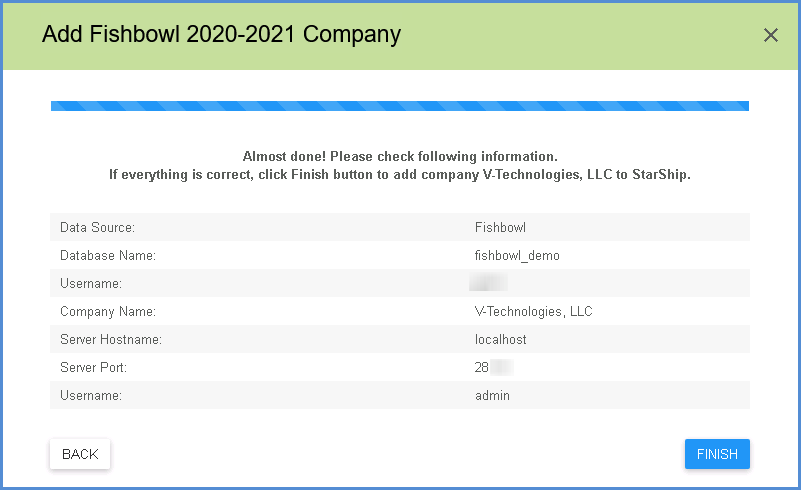 Add Fishbowl 2020-2021 Company
Almost done! Please check following information.
If everything is correct, click Finish button to add company V-Technologies, LLC to StarShip.
Data Source: Fishbowl
Database Name: fishbowl_demo
Username:
Company Name: V-Technologies, LLC
Server Hostname: localhost
Server Port: 28
Username: admin
BACK FINISH